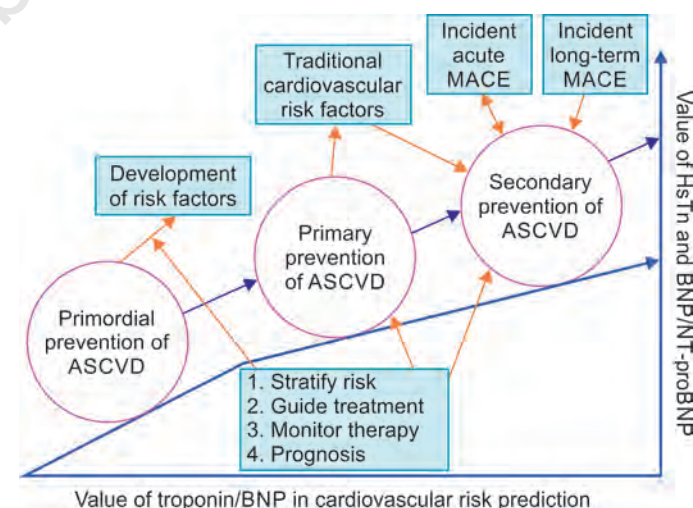 Incident
acute
MACE
Incident
long-term
MACE
Traditional
cardiovascular
risk factors
Development
of risk factors
Secondary
prevention of
ASCVD
Primary
prevention
of ASCVD
Primordial
prevention of
ASCVD
1. Stratify risk
2. Guide treatment
3. Monitor therapy
4. Prognosis
Value of HsTn and BNP/NT-proBNP
Value of troponin/BNP in cardiovascular risk prediction